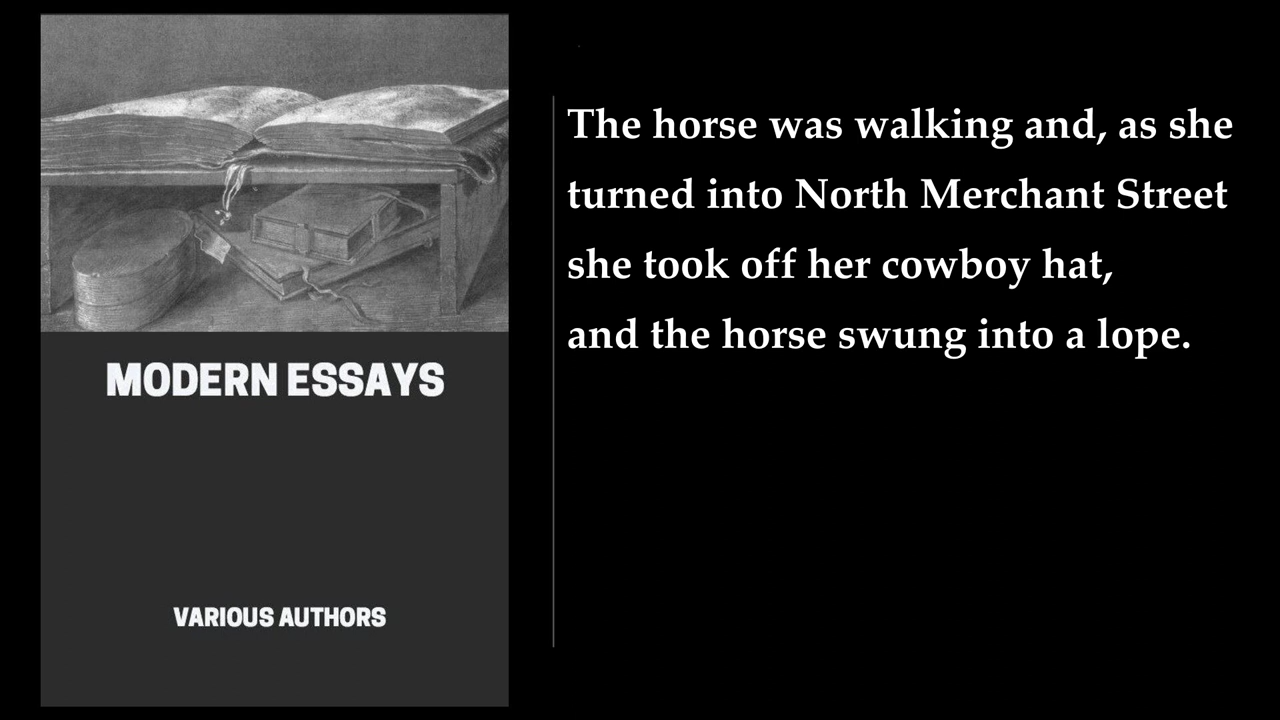 MODERN ESSAYS
VARIOUS AUTHORS
The horse was walking and, as she
turned into North Merchant Street
she took off her cowboy hat,
and the horse swung into a lope.